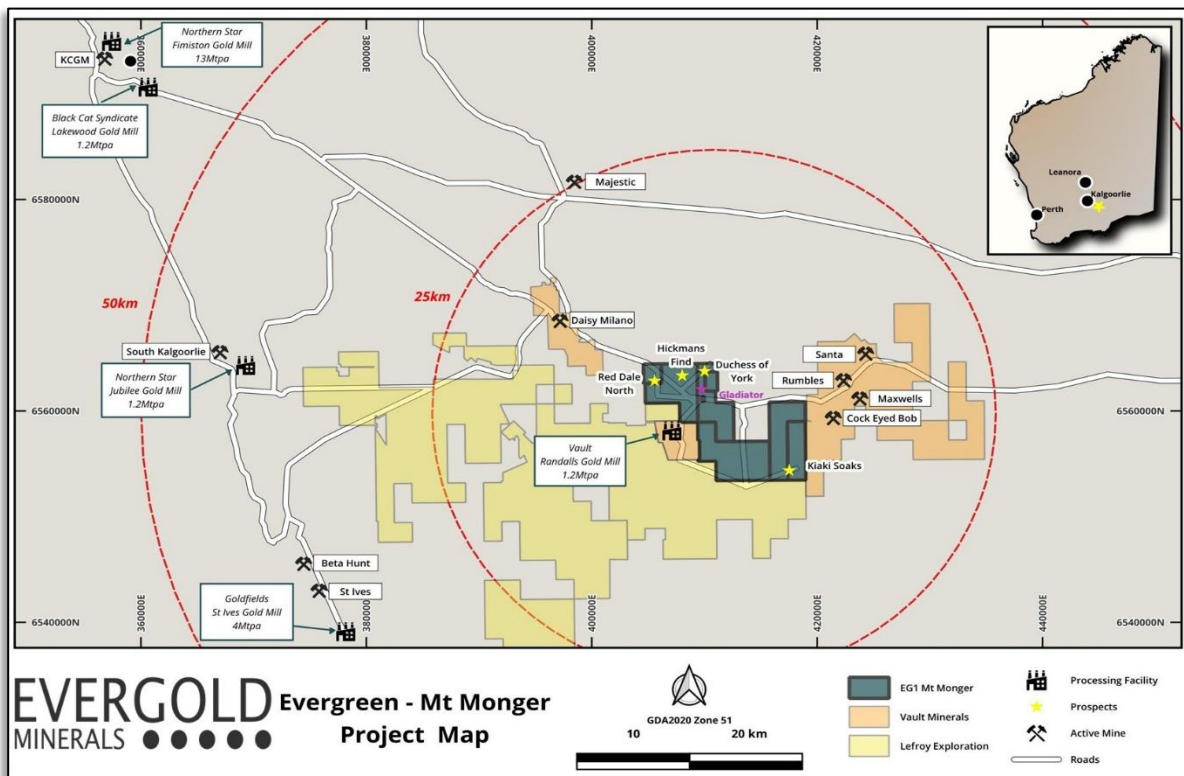 Northern Star
Fimiston Gold Mill
13Mtpa
KCGM
Black Cat Syndicate
Lakewood Gold Mill
1.2Mtpa
360000E
380000E
400000E
420000E
Leanora
Kalgoorlie
Perth
6580000N
6580000N
Majestic
50km
25km
Daisy Milano
South Kalgoorlie
Northern Star
Jubilee Gold Mill
1.2Mtpa
Hickmans
Find
Duchess of
York
Red Dale
North
Gladiator
Santa
Rumbles
Maxwells
Cock Eyed Bob
6560000N
6560000N
Vault
Randalls Gold Mill
1.2Mtpa
Kiaki Soaks
Beta Hunt
St Ives
Goldfields
St Ives Gold Mill
4Mtpa
6540000N
6540000N
360000E
380000E
400000E
420000E
440000E
EVERGOLD
MINERALS
Evergreen - Mt Monger
Project Map
GDA2020 Zone 51
10
20 km
EG1 Mt Monger
Vault Minerals
Lefroy Exploration
Processing Facility
Prospects
Active Mine
Roads